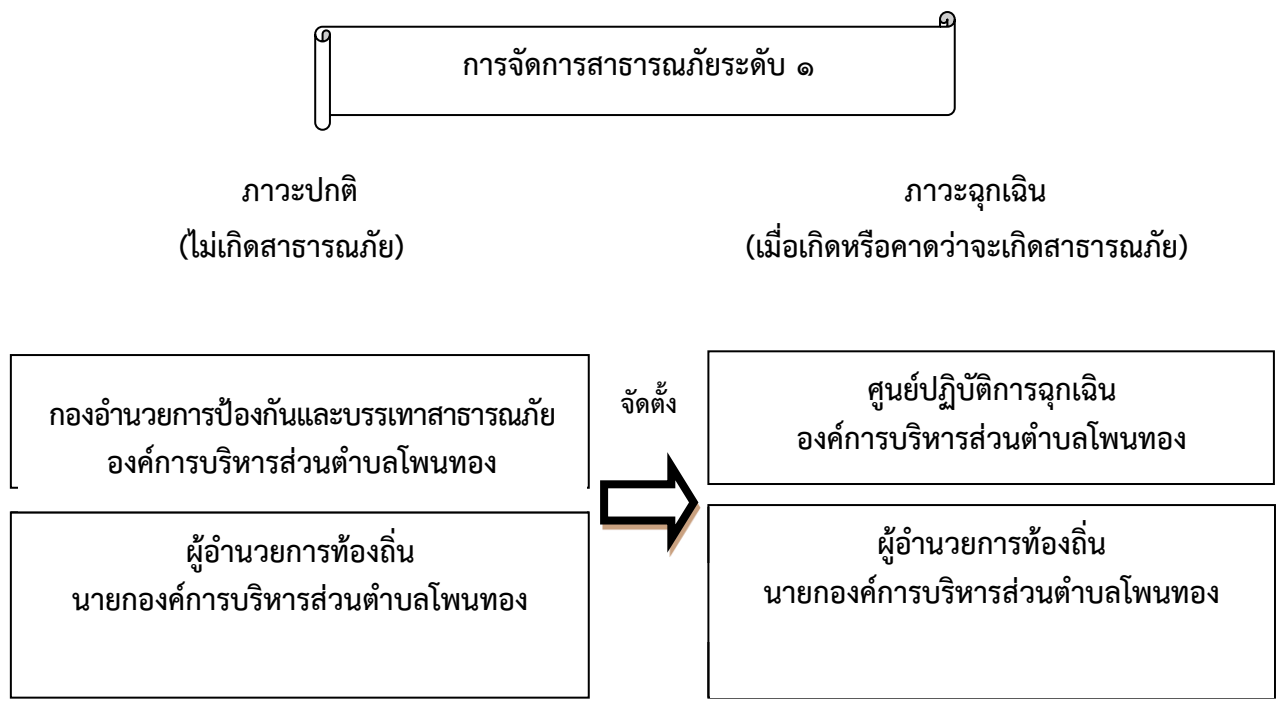 การจัดการสาธารณภัยระดับ ๑
ภาวะปกติ
(ไม่เกิดสาธารณภัย)
ภาวะฉุกเฉิน
(เมื่อเกิดหรือคาดว่าจะเกิดสาธารณภัย)
กองอำนวยการป้องกันและบรรเทาสาธารณภัย
องค์การบริหารส่วนตำบลโพนทอง
ผู้อำนวยการท้องถิ่น
นายกองค์การบริหารส่วนตำบลโพนทอง
จัดตั้ง
ศูนย์ปฏิบัติการฉุกเฉิน
องค์การบริหารส่วนตำบลโพนทอง
ผู้อำนวยการท้องถิ่น
นายกองค์การบริหารส่วนตำบลโพนทอง